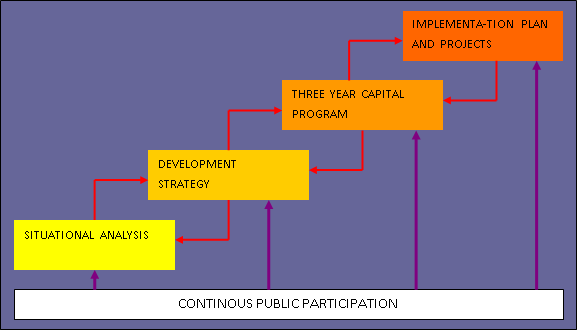 IMPLEMENTA-TION PLAN
AND PROJECTS
THREE YEAR CAPITAL
PROGRAM
DEVELOPMENT
STRATEGY
SITUATIONAL ANALYSIS
CONTINOUS PUBLIC PARTICIPATION